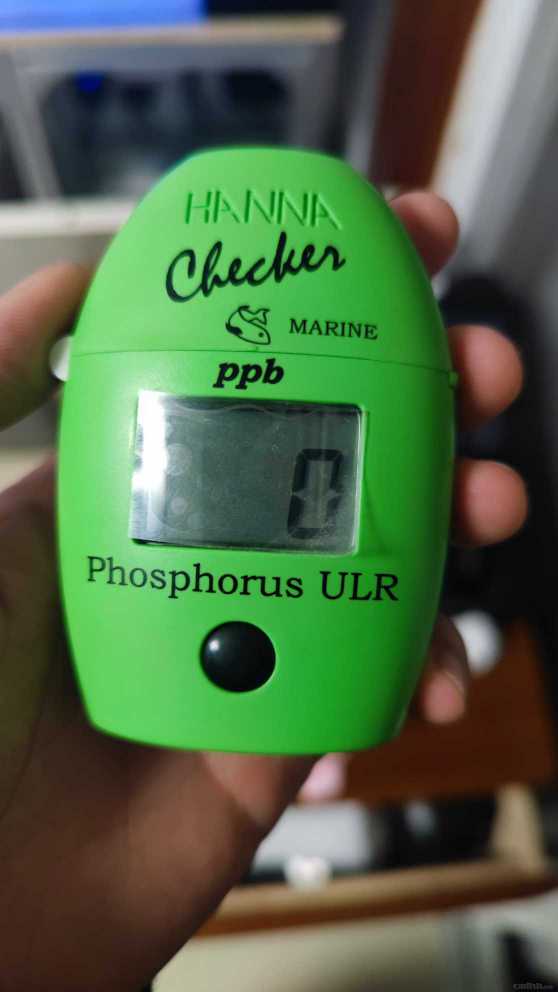 HANNA
Checker
MARINE
ppb
0
Phosphorus ULR